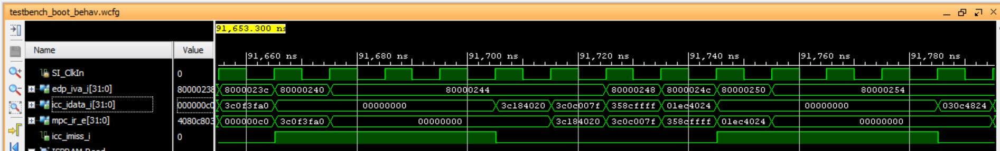 testbench_boot_behav.wcfg
91,653.300 ns
Name Value
91,660 ns 91,680 ns 91,700 ns 91,720 ns 91,740 ns 91,760 ns 91,780 ns
SI_ClkIn 0
edp_iva_i[31:0] 80000238 8000023c 80000240 80000244 80000248 8000024c 80000250 80000254
icc_idata_i[31:0] 000000c0 3c0f3fa0 00000000 3c184020 3c0c007f 358cffff 01ec4024 00000000 030c4824
mpc_ir_e[31:0] 4080c803 000000c0 3c0f3fa0 00000000 3c184020 3c0c007f 358cffff 01ec4024 00000000
icc_imiss_i 0